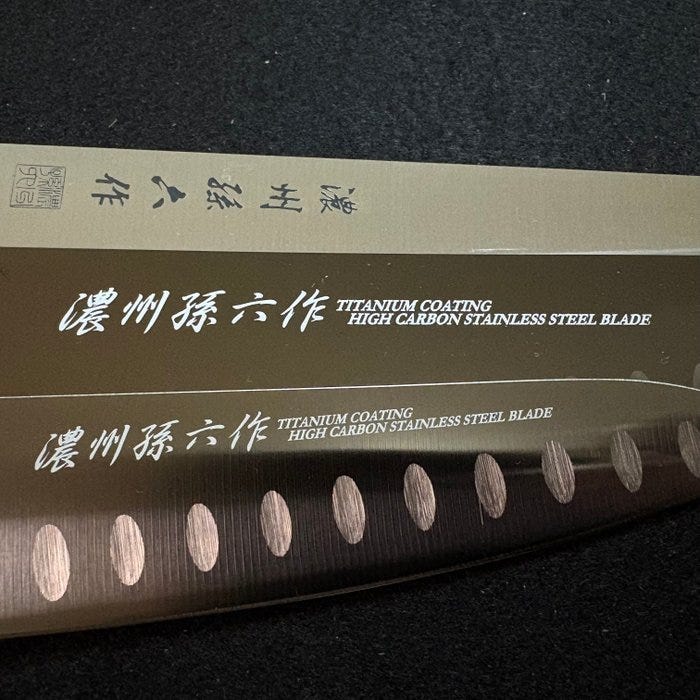 濃州孫六作
濃州孫六作 TITANIUM COATING
HIGH CARBON STAINLESS STEEL BLADE
濃州孫六作 TITANIUM COATING
HIGH CARBON STAINLESS STEEL BLADE